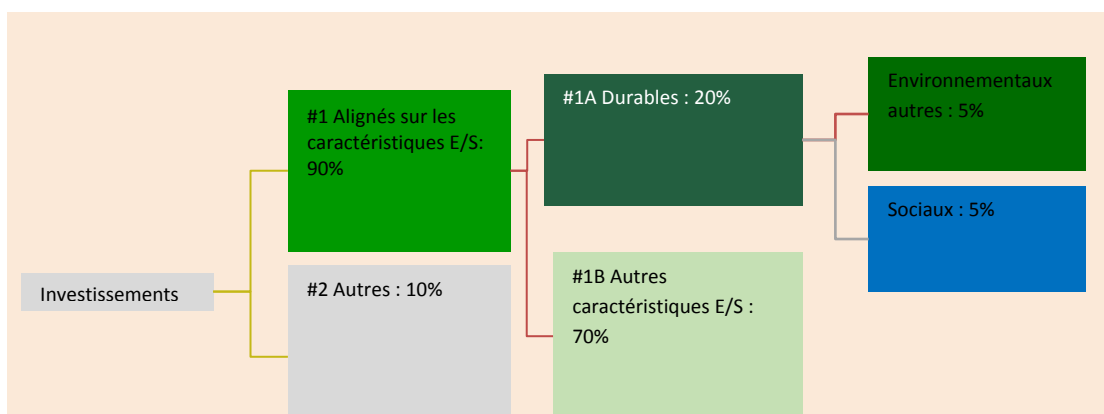 Investissements
#1 Alignés sur les
caractéristiques E/S:
90%
#2 Autres : 10%
#1A Durables : 20%
#1B Autres
caractéristiques E/S :
70%
Environnementaux
autres : 5%
Sociaux : 5%